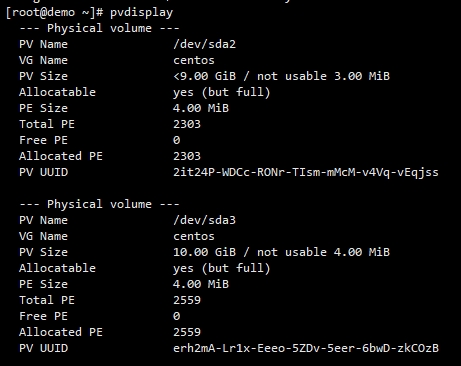 [root@demo ~]# pvdisplay
--- Physical volume ---
PV Name /dev/sda2
VG Name centos
PV Size <9.00 GiB / not usable 3.00 MiB
Allocatable yes (but full)
PE Size 4.00 MiB
Total PE 2303
Free PE 0
Allocated PE 2303
PV UUID 2it24P-WDCc-RONr-TIsm-mMcM-v4Vq-vEqjss
--- Physical volume ---
PV Name /dev/sda3
VG Name centos
PV Size 10.00 GiB / not usable 4.00 MiB
Allocatable yes (but full)
PE Size 4.00 MiB
Total PE 2559
Free PE 0
Allocated PE 2559
PV UUID erh2mA-Lr1x-Eeeo-5ZDv-5eer-6bwD-zkCOzB